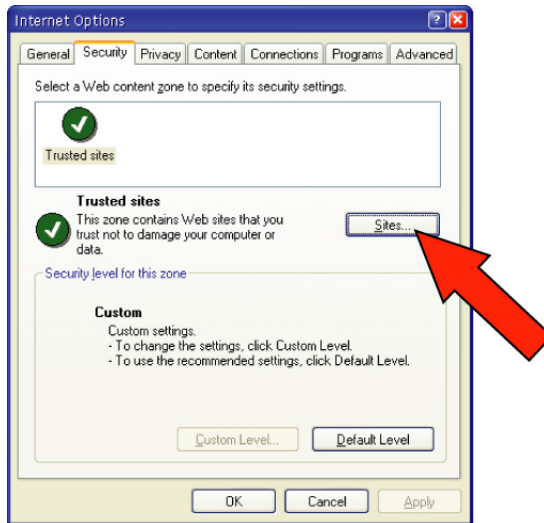 Internet Options
General Security Privacy Content Connections Programs Advanced
Select a Web content zone to specify its security settings.
Trusted sites
Trusted sites
This zone contains Web sites that you
trust not to damage your computer or
data.
Sites...
Security level for this zone
Custom
Custom settings.
- To change the settings, click Custom Level.
- To use the recommended settings, click Default Level.
Custom Level... Default Level
OK Cancel Apply